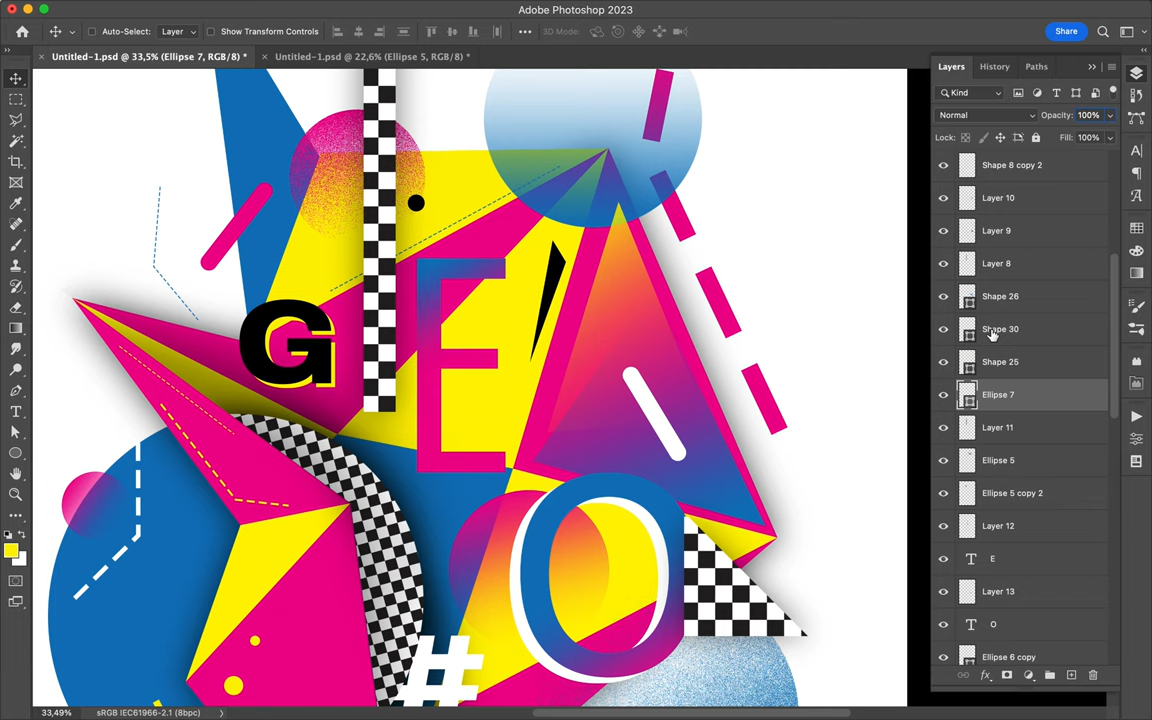 Adobe Photoshop 2023
Auto-Select: Layer Show Transform Controls 3D Mode: Share
Untitled-1.psd @ 33,5% (Ellipse 7, RGB/8) * Untitled-1.psd @ 22,6% (Ellipse 5, RGB/8) *
Layers History Paths
Kind
Normal Opacity: 100%
Lock: Fill: 100%
Shape 8 copy 2
Layer 10
Layer 9
Layer 8
Shape 26
Shape 30
Shape 25
Ellipse 7
Layer 11
Ellipse 5
Ellipse 5 copy 2
Layer 12
E
Layer 13
O
Ellipse 6 copy
G
E
O
#
33,49% sRGB IEC61966-2.1 (8bpc)